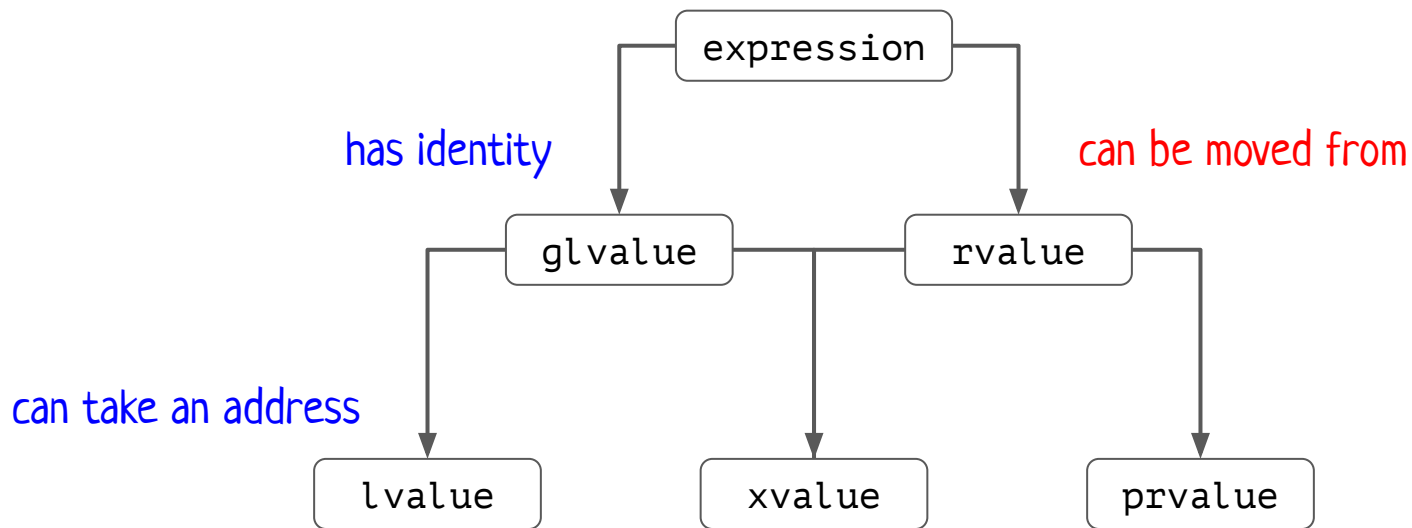 expression
has identity
can be moved from
glvalue
rvalue
can take an address
lvalue
xvalue
prvalue